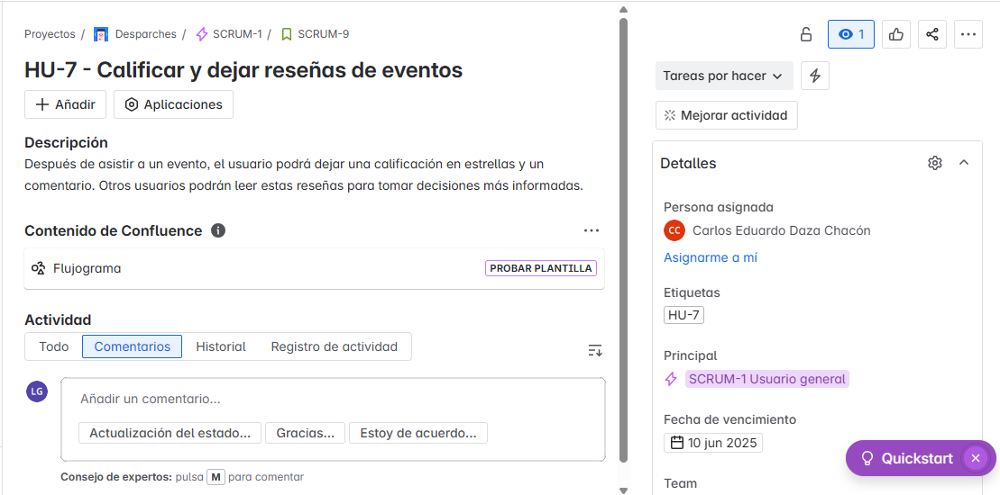 Proyectos / Desparches / SCRUM-1 / SCRUM-9
1
HU-7 - Calificar y dejar reseñas de eventos
Tareas por hacer
Añadir
Aplicaciones
Mejorar actividad
Descripción
Después de asistir a un evento, el usuario podrá dejar una calificación en estrellas y un
comentario. Otros usuarios podrán leer estas reseñas para tomar decisiones más informadas.
Contenido de Confluence
Flujograma
PROBAR PLANTILLA
Actividad
Todo
Comentarios
Historial
Registro de actividad
LG
Añadir un comentario...
Actualización del estado...
Gracias...
Estoy de acuerdo...
Consejo de expertos: pulsa M para comentar
Detalles
Persona asignada
CC Carlos Eduardo Daza Chacón
Asignarme a mí
Etiquetas
HU-7
Principal
SCRUM-1 Usuario general
Fecha de vencimiento
10 jun 2025
Quickstart
Team